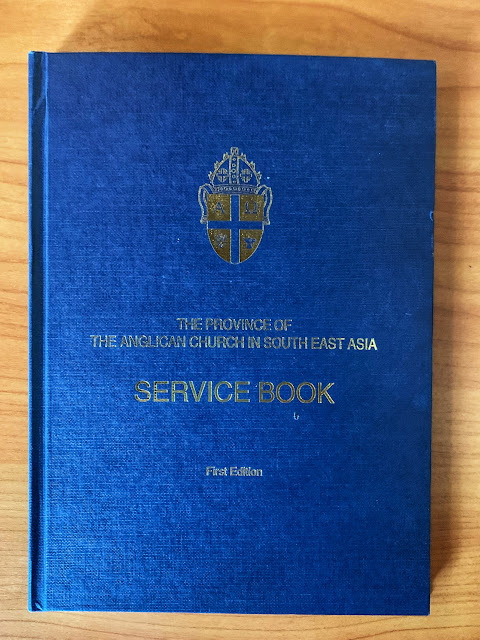 THE PROVINCE OF
THE ANGLICAN CHURCH IN SOUTH EAST ASIA
SERVICE BOOK
First Edition